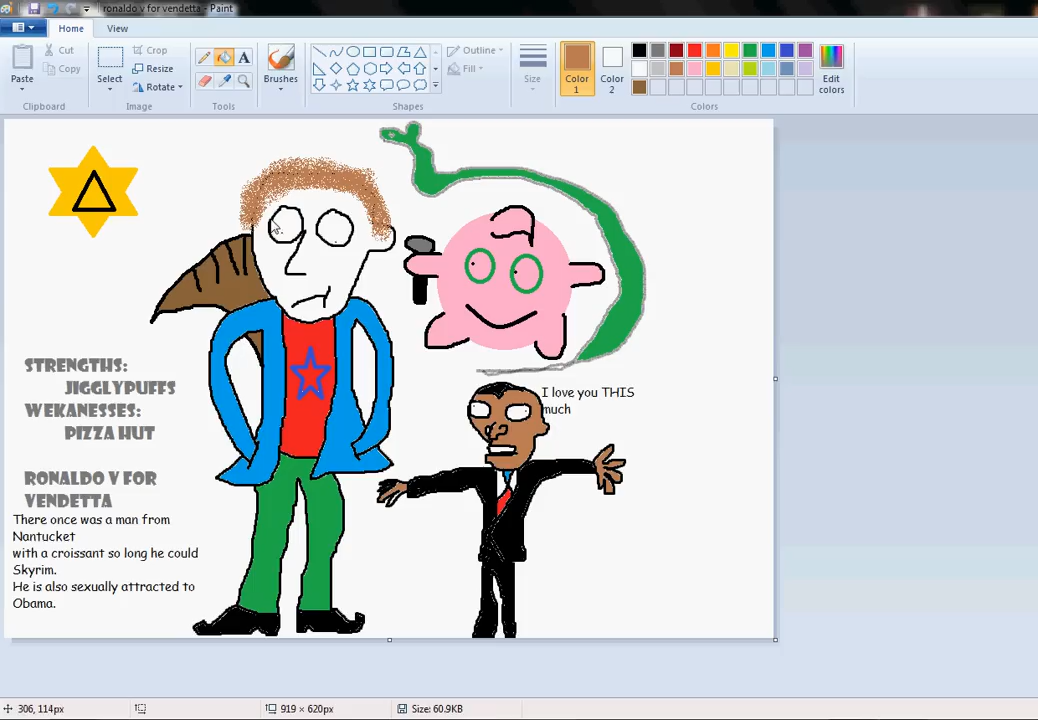 ronaldo v for vendetta - Paint
Home View
Paste
Cut
Copy
Clipboard
Select
Crop
Resize
Rotate
Image
A
Tools
Brushes
Outline
Fill
Shapes
Size
Color
1
Color
2
Edit
colors
Colors
I love you THIS
much
STRENGTHS:
JIGGLYPUFFS
WEKANESSES:
PIZZA HUT
RONALDO V FOR
VENDETTA
There once was a man from
Nantucket
with a croissant so long he could
Skyrim.
He is also sexually attracted to
Obama.
306, 114px 919 × 620px Size: 60.9KB